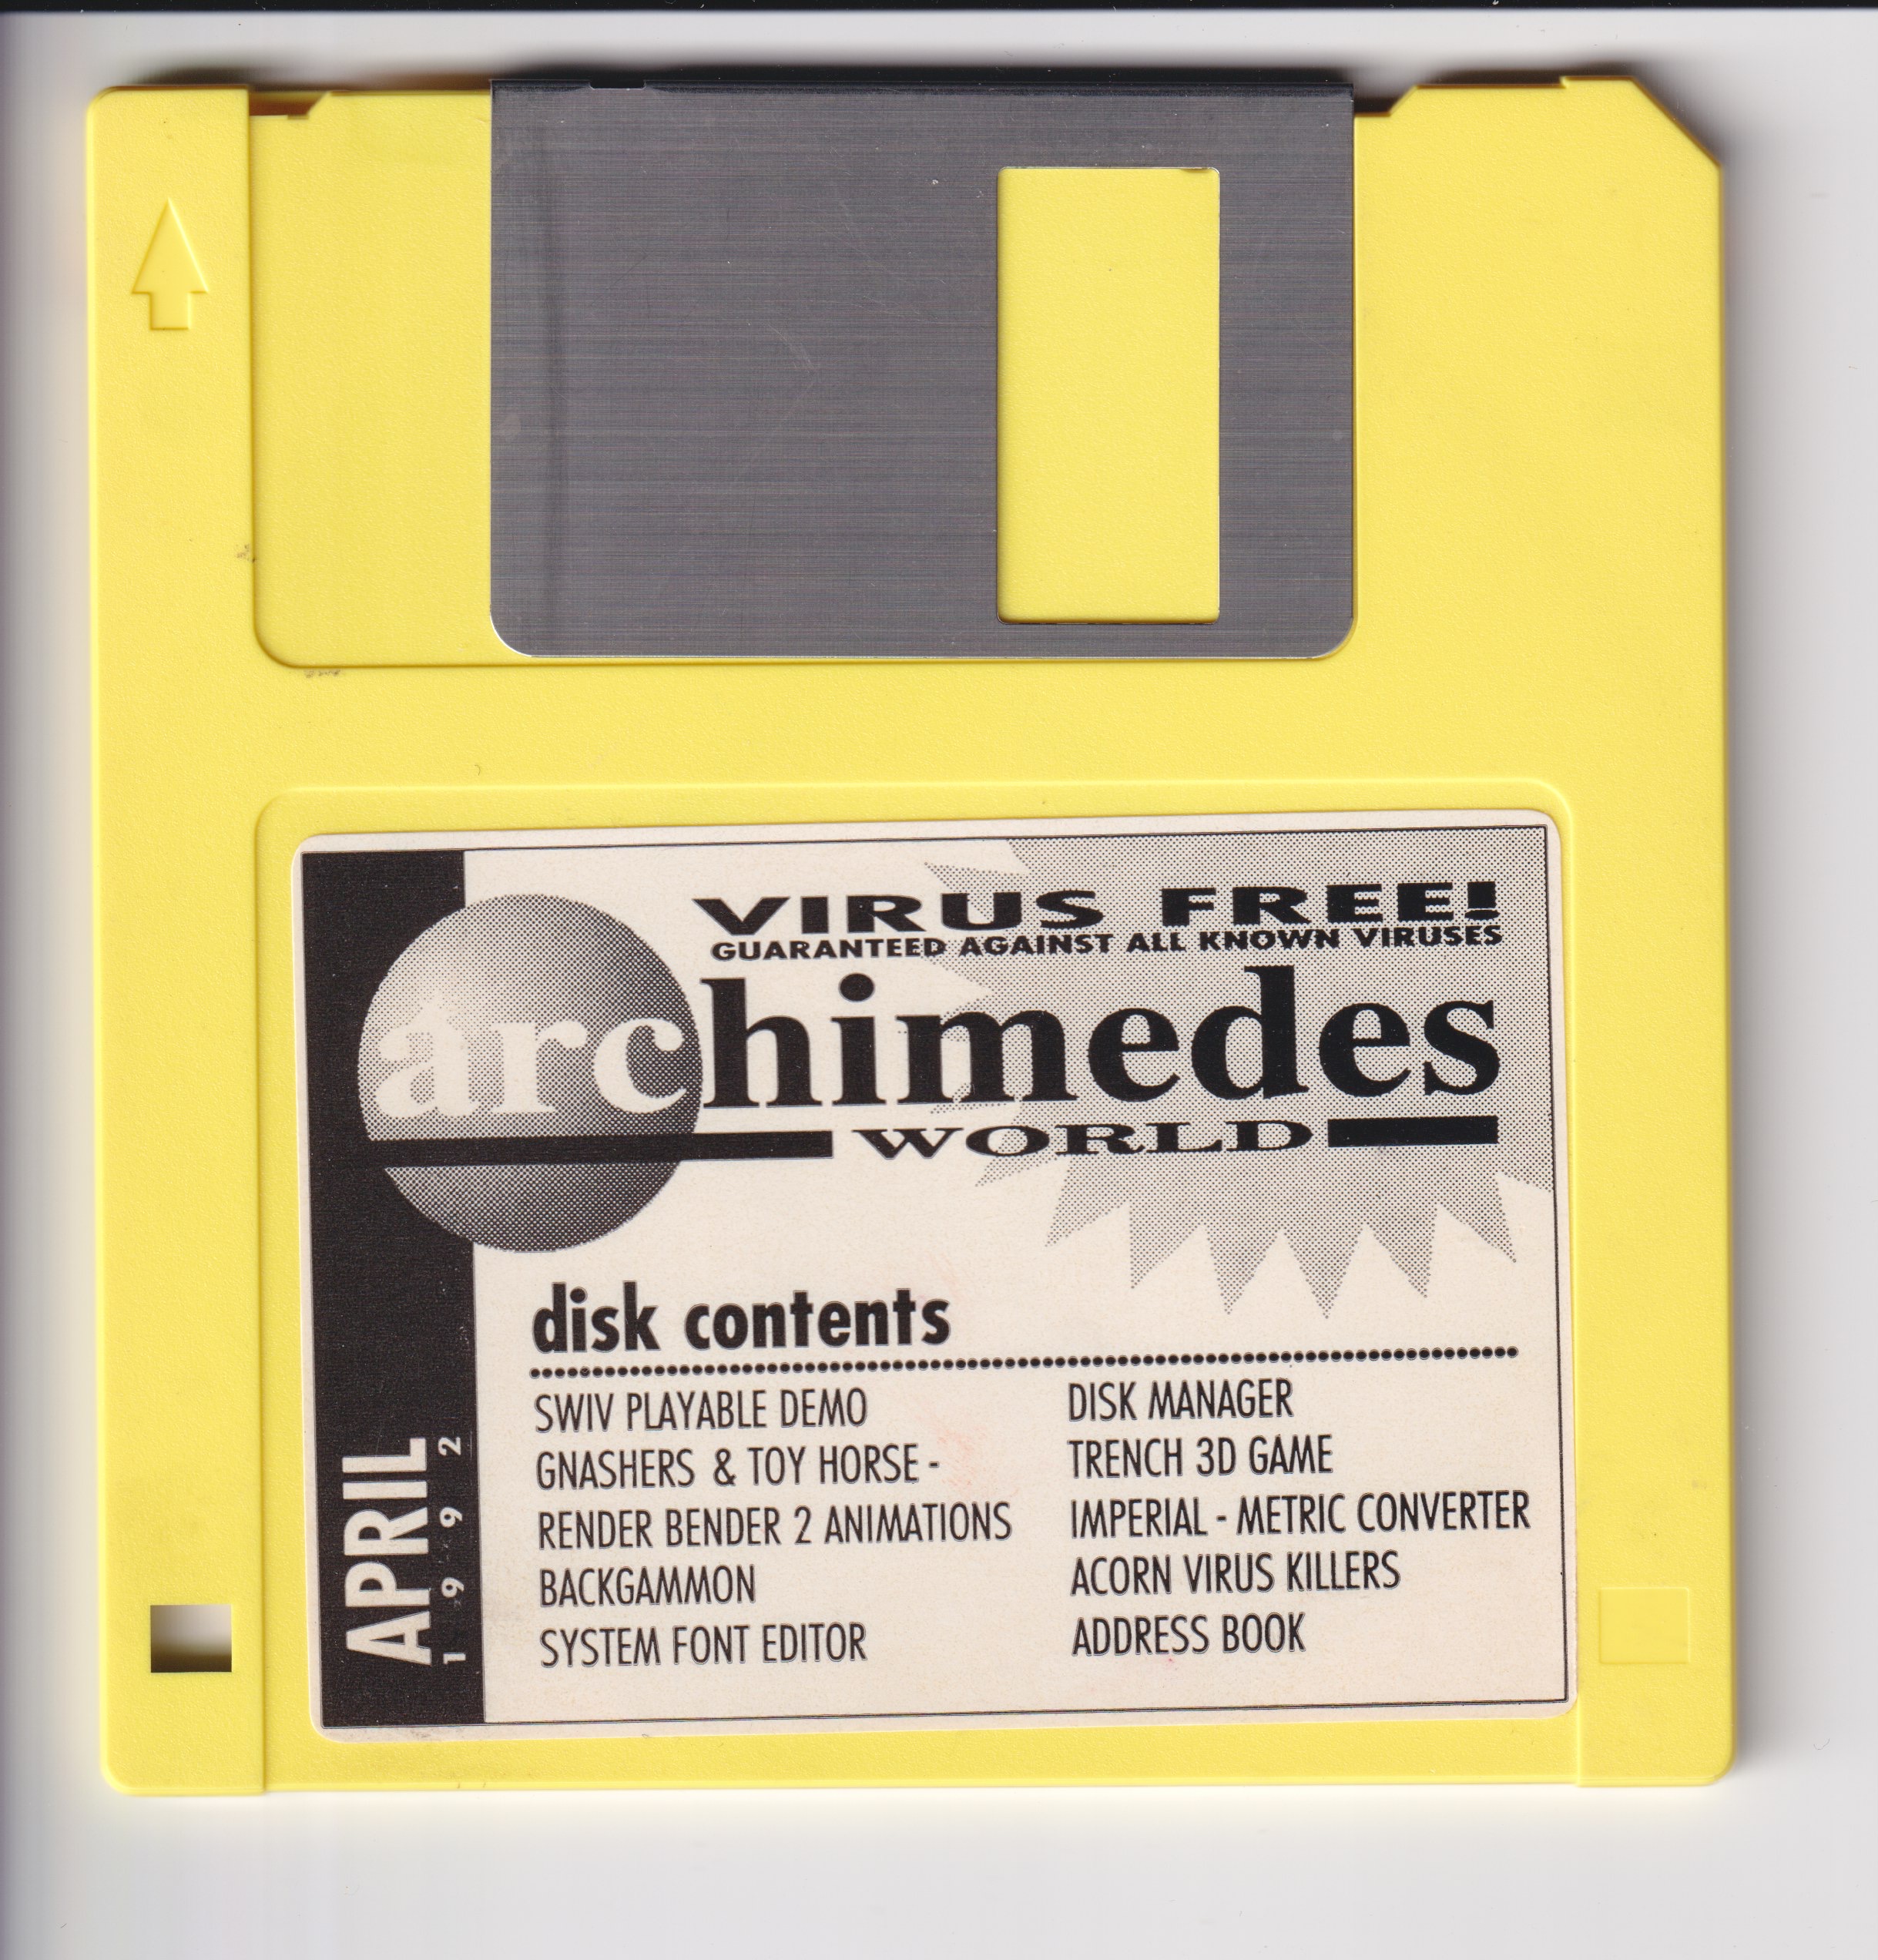 VIRUS FREE!
GUARANTEED AGAINST ALL KNOWN VIRUSES
archimedes
WORLD
disk contents
SWIV PLAYABLE DEMO
GNASHERS & TOY HORSE -
RENDER BENDER 2 ANIMATIONS
BACKGAMMON
SYSTEM FONT EDITOR
DISK MANAGER
TRENCH 3D GAME
IMPERIAL - METRIC CONVERTER
ACORN VIRUS KILLERS
ADDRESS BOOK
APRIL
1992